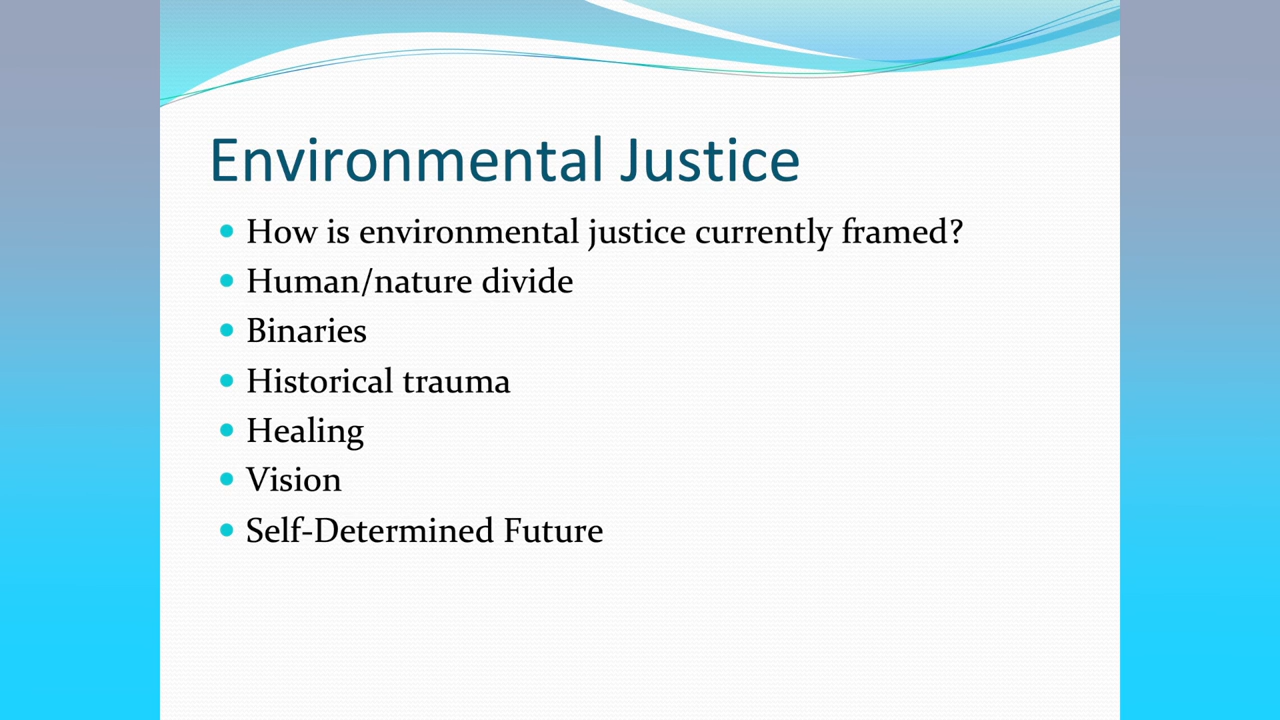 Environmental Justice
• How is environmental justice currently framed?
• Human/nature divide
• Binaries
• Historical trauma
• Healing
• Vision
• Self-Determined Future